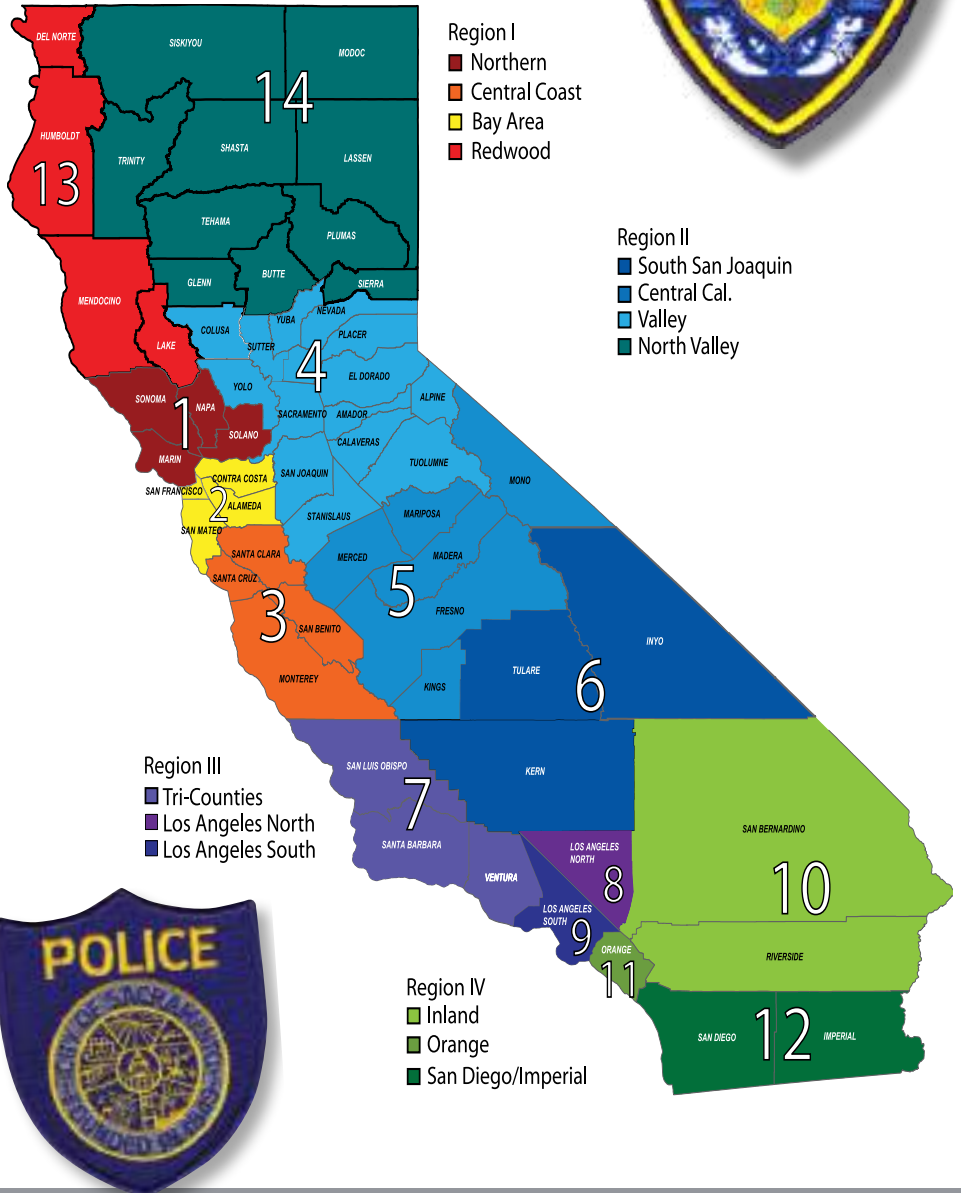 Region I
Northern
Central Coast
Bay Area
Redwood
Region II
South San Joaquin
Central Cal.
Valley
North Valley
DEL NORTE
SISKIYOU
MODOC
14
HUMBOLDT
13
TRINITY
SHASTA
LASSEN
TEHAMA
PLUMAS
GLENN
BUTTE
SIERRA
MENDOCINO
LAKE
COLUSA
SUTTER
YUBA
NEVADA
PLACER
4
EL DORADO
YOLO
SONOMA
NAPA
1
SOLANO
MARIN
SACRAMENTO
AMADOR
ALPINE
CALAVERAS
SAN JOAQUIN
TUOLUMNE
MONO
SAN FRANCISCO
CONTRA COSTA
2
ALAMEDA
SAN MATEO
STANISLAUS
MARIPOSA
SANTA CLARA
MERCED
MADERA
SANTA CRUZ
5
3
FRESNO
SAN BENITO
MONTEREY
KINGS
TULARE
6
INYO
Region III
Tri-Counties
Los Angeles North
Los Angeles South
SAN LUIS OBISPO
7
KERN
SANTA BARBARA
VENTURA
LOS ANGELES
NORTH
8
LOS ANGELES
SOUTH
9
ORANGE
11
SAN BERNARDINO
10
RIVERSIDE
SAN DIEGO
12
IMPERIAL
Region IV
Inland
Orange
San Diego/Imperial
POLICE
CITY OF SACRAMENTO